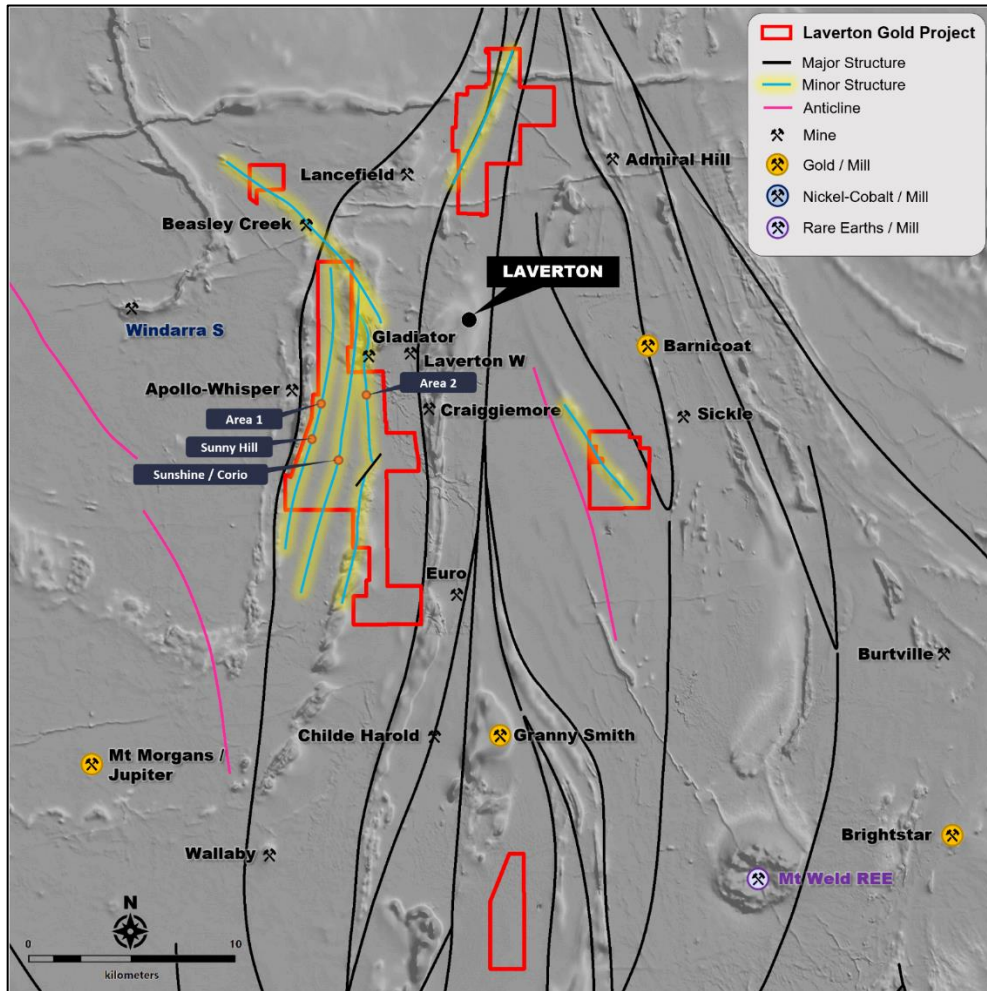 Laverton Gold Project
Major Structure
Minor Structure
Anticline
Mine
Gold / Mill
Nickel-Cobalt / Mill
Rare Earths / Mill
Lancefield
Admiral Hill
Beasley Creek
LAVERTON
Windarra S
Gladiator
Laverton W
Barnicoat
Apollo-Whisper
Area 2
Area 1
Craiggiemore
Sickle
Sunny Hill
Sunshine / Corio
Euro
Burtville
Childe Harold
Granny Smith
Mt Morgans /
Jupiter
Brightstar
Wallaby
Mt Weld REE
N
0 10
kilometers